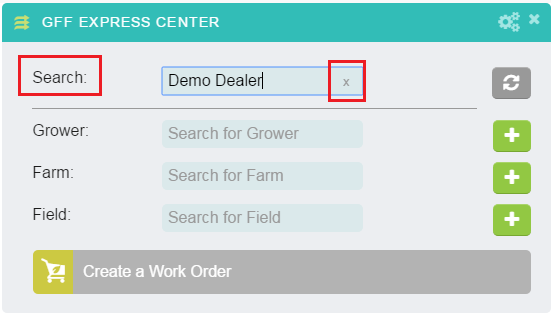 GFF EXPRESS CENTER
Search: Demo Dealer x
Grower: Search for Grower
Farm: Search for Farm
Field: Search for Field
Create a Work Order